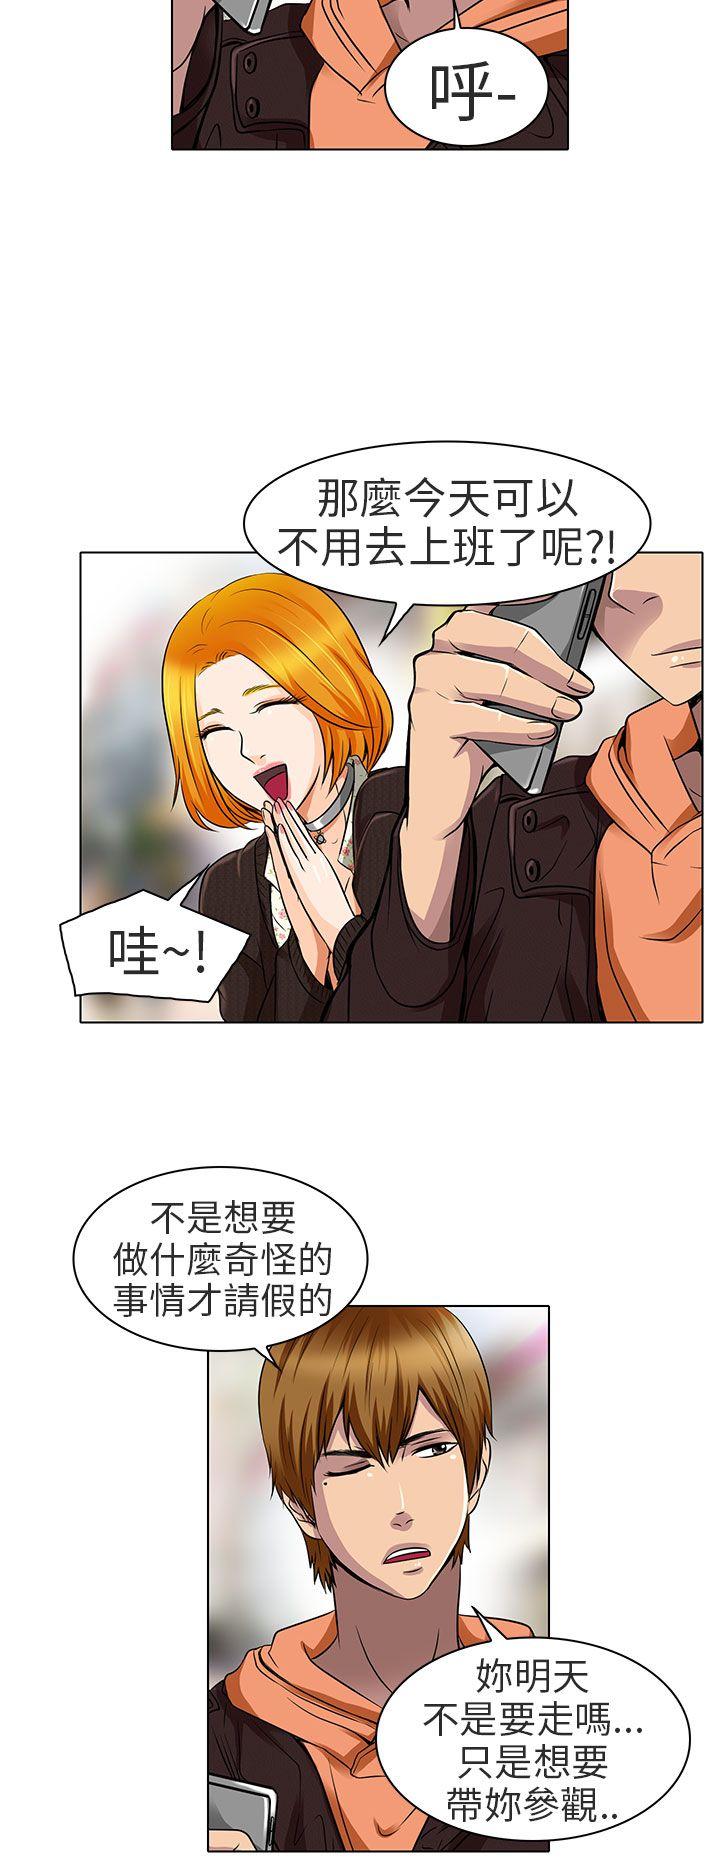 呼-
那麼今天可以
不用去上班了呢?!
哇~!
不是想要
做什麼奇怪的
事情才請假的
妳明天
不是要走嗎...
只是想要
帶妳參觀..